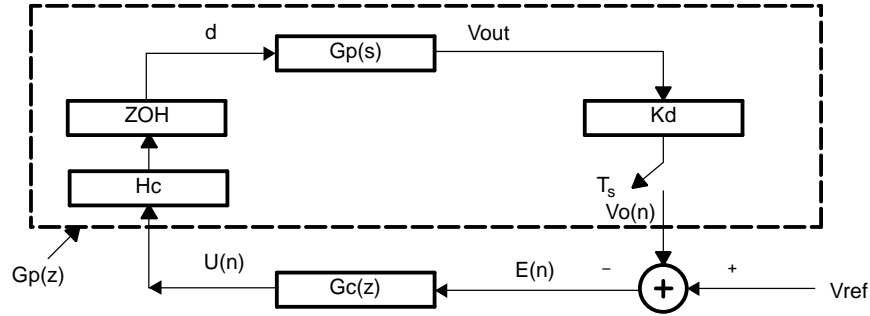 d
Gp(s)
Vout
ZOH
Kd
Hc
Ts
Vo(n)
Gp(z)
U(n)
Gc(z)
E(n)
−
+
+
Vref